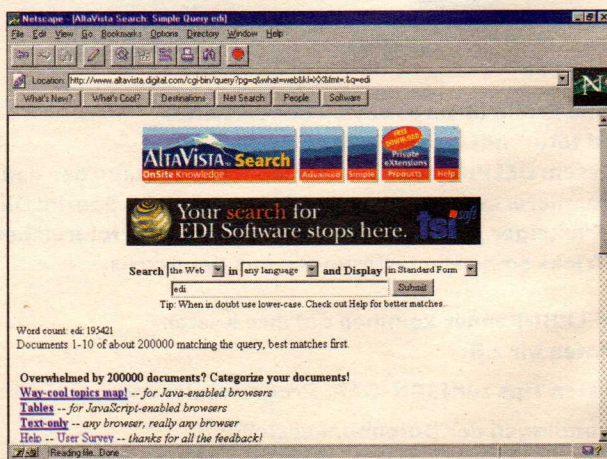 Netscape - [AltaVista Search: Simple Query edi]
File Edit View Go Bookmarks Options Directory Window Help
Location: http://www.altavista.digital.com/cgi-bin/query?pg=q&what=web&kl=XX&fmt=.&q=edi
N
What's New? What's Cool? Destinations Net Search People Software
ALTAVISTA Search
OnSite Knowledge
Advanced Simple
FREE DOWNLOAD
Private eXtensions Products
Help
Your search for
EDI Software stops here.
tsi soft
Search the Web in any language and Display in Standard Form
edi Submit
Tip: When in doubt use lower-case. Check out Help for better matches.
Word count: edi: 195421
Documents 1-10 of about 200000 matching the query, best matches first.
Overwhelmed by 200000 documents? Categorize your documents!
Way-cool topics map! -- for Java-enabled browsers
Tables -- for JavaScript-enabled browsers
Text-only -- any browser, really any browser
Help -- User Survey -- thanks for all the feedback!
Reading file...Done